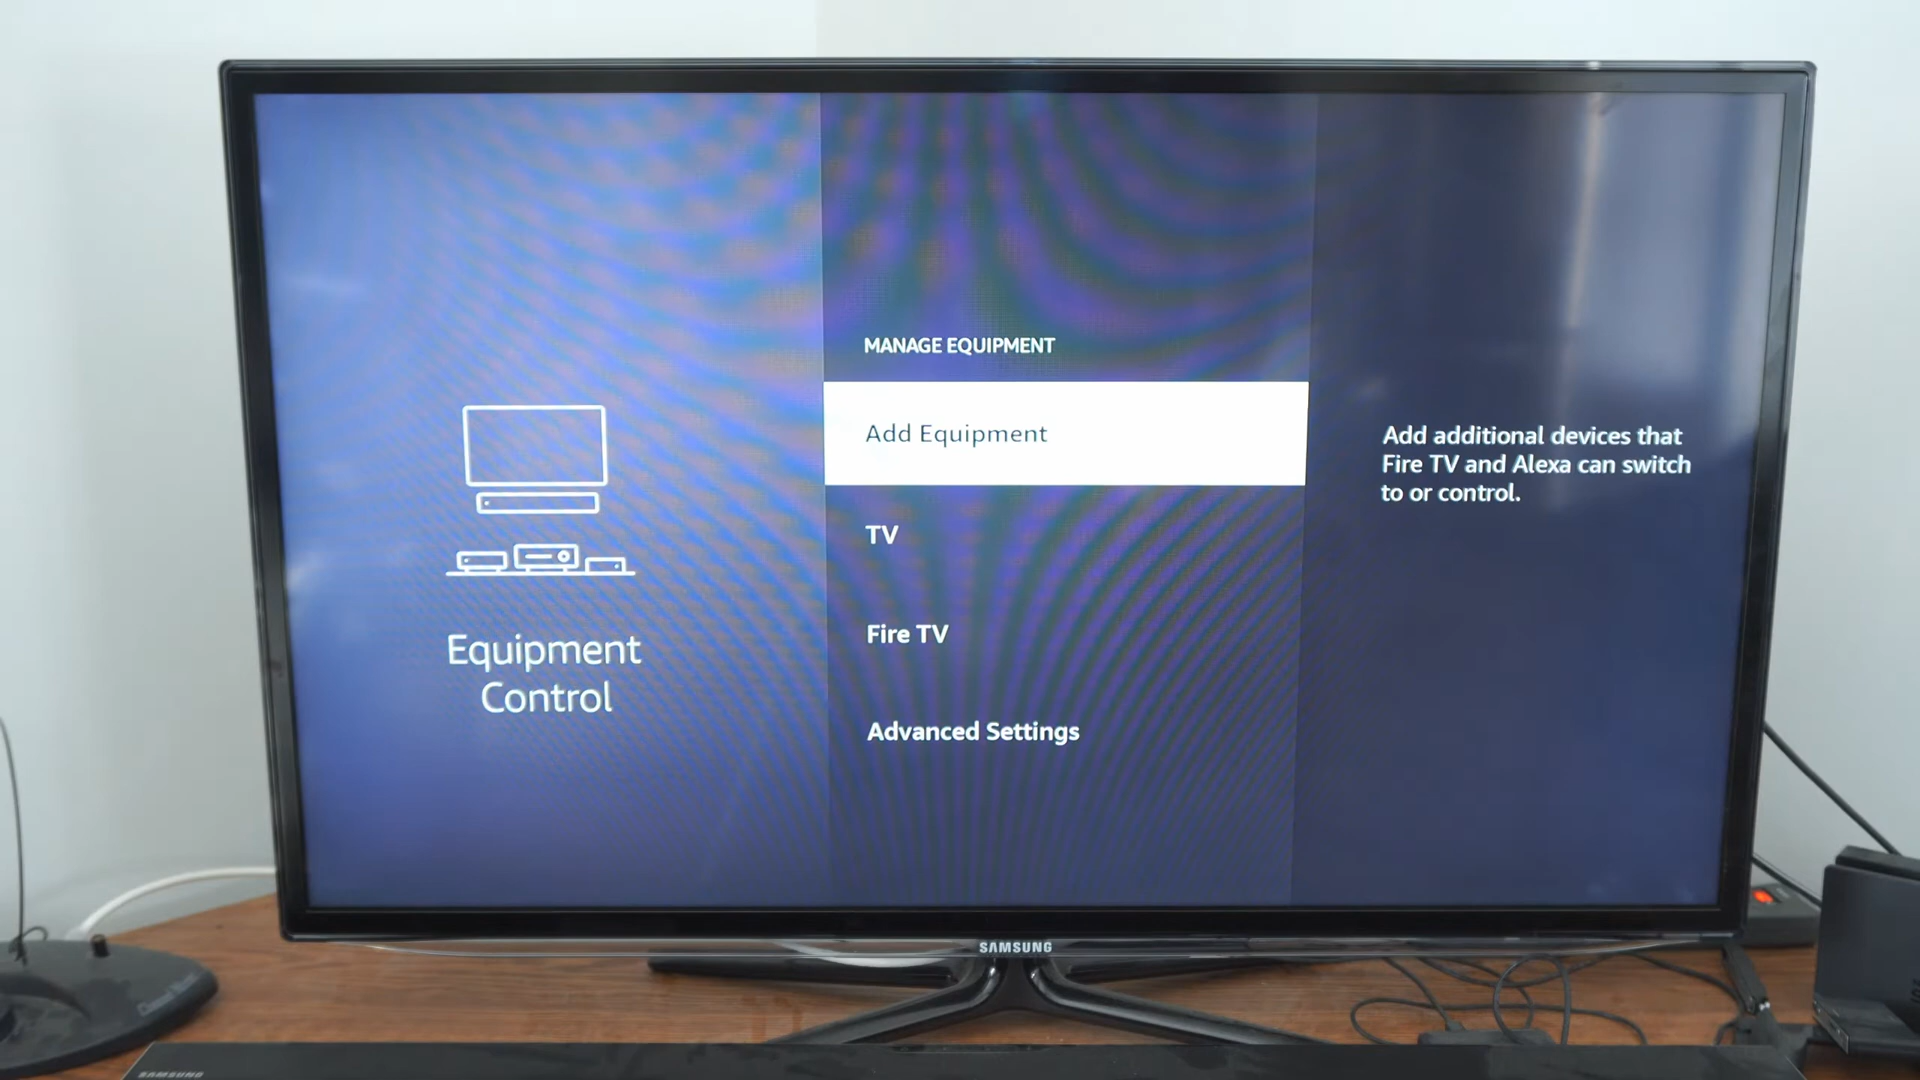 MANAGE EQUIPMENT
Add Equipment
TV
Fire TV
Advanced Settings
Equipment
Control
Add additional devices that
Fire TV and Alexa can switch
to or control.
SAMSUNG
SAMSUNG